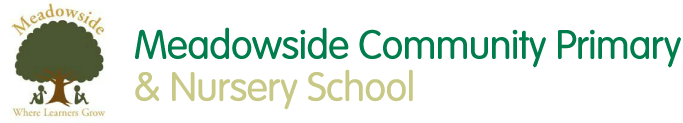 Meadowside
Where Learners Grow
Meadowside Community Primary
& Nursery School